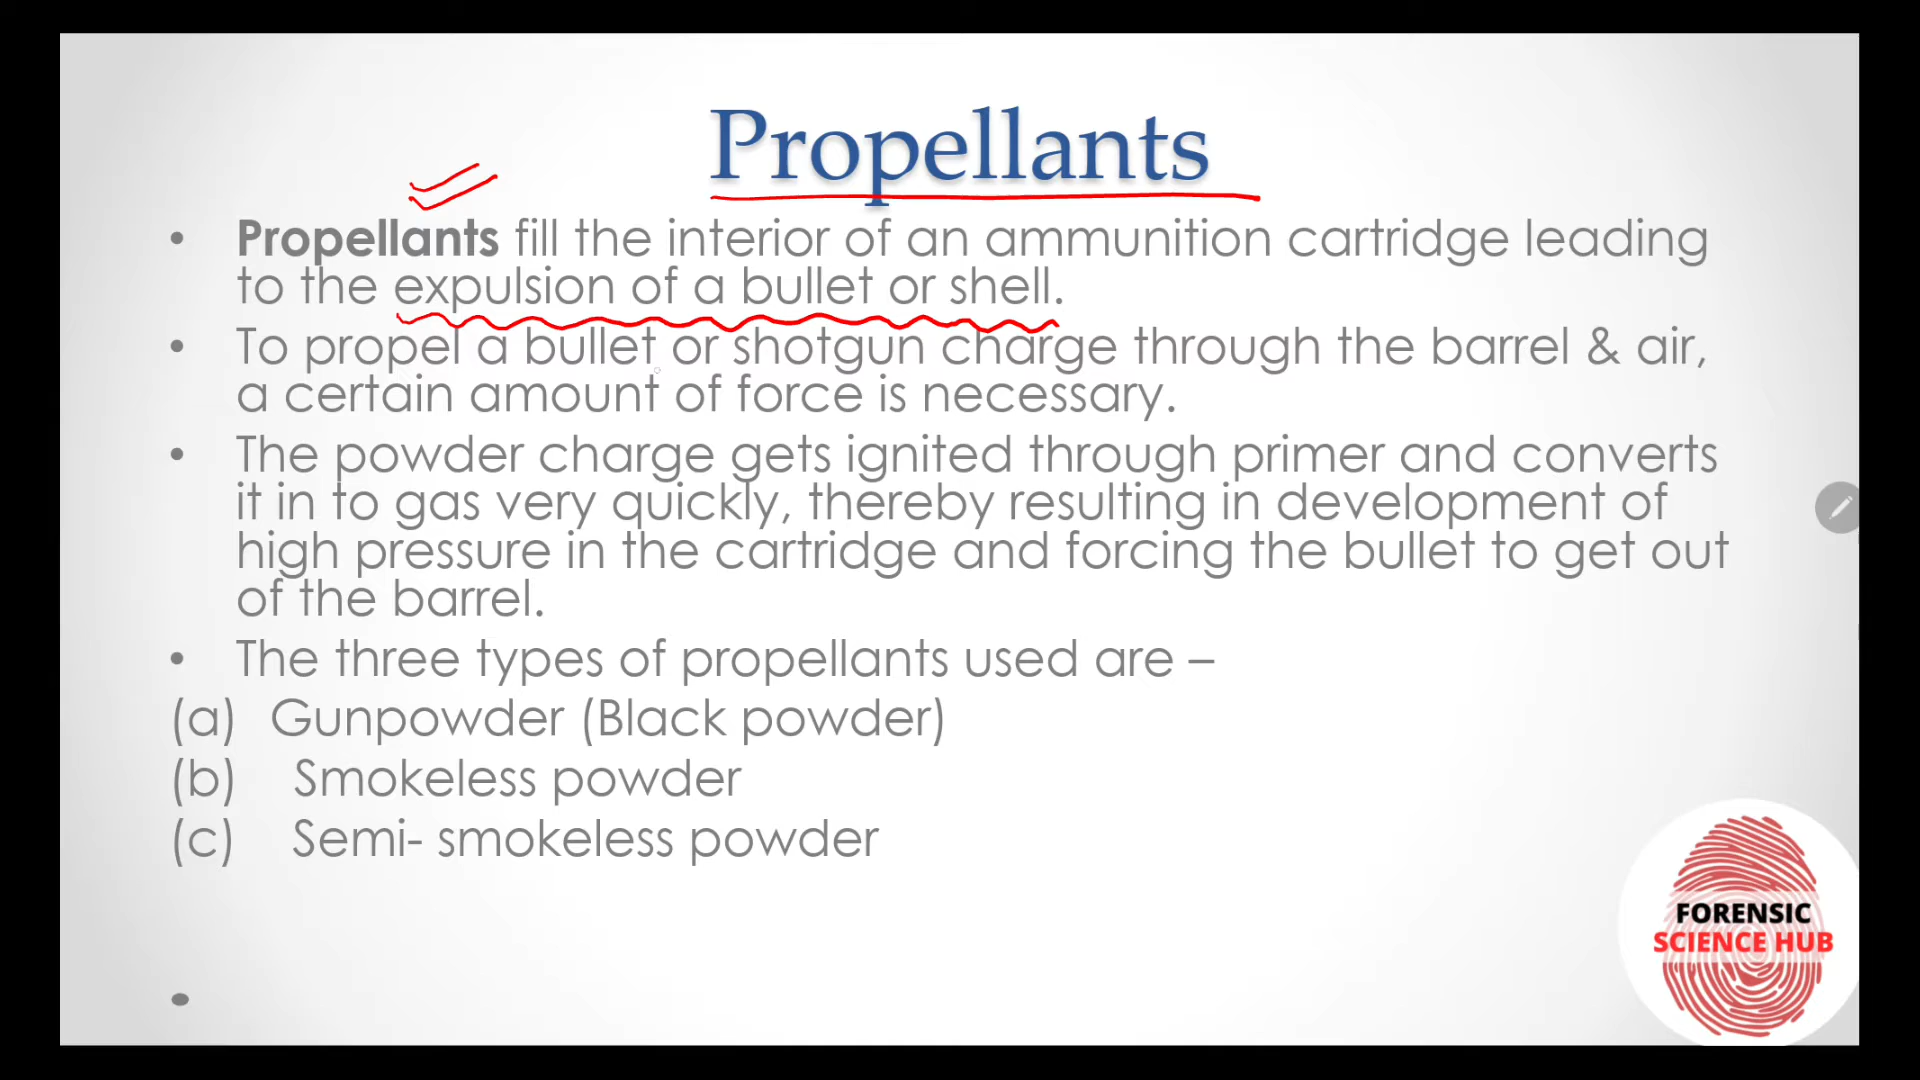 Propellants
• Propellants fill the interior of an ammunition cartridge leading
to the expulsion of a bullet or shell.
• To propel a bullet or shotgun charge through the barrel & air,
a certain amount of force is necessary.
• The powder charge gets ignited through primer and converts
it in to gas very quickly, thereby resulting in development of
high pressure in the cartridge and forcing the bullet to get out
of the barrel.
• The three types of propellants used are –
(a) Gunpowder (Black powder)
(b) Smokeless powder
(c) Semi- smokeless powder
•
FORENSIC
SCIENCE HUB